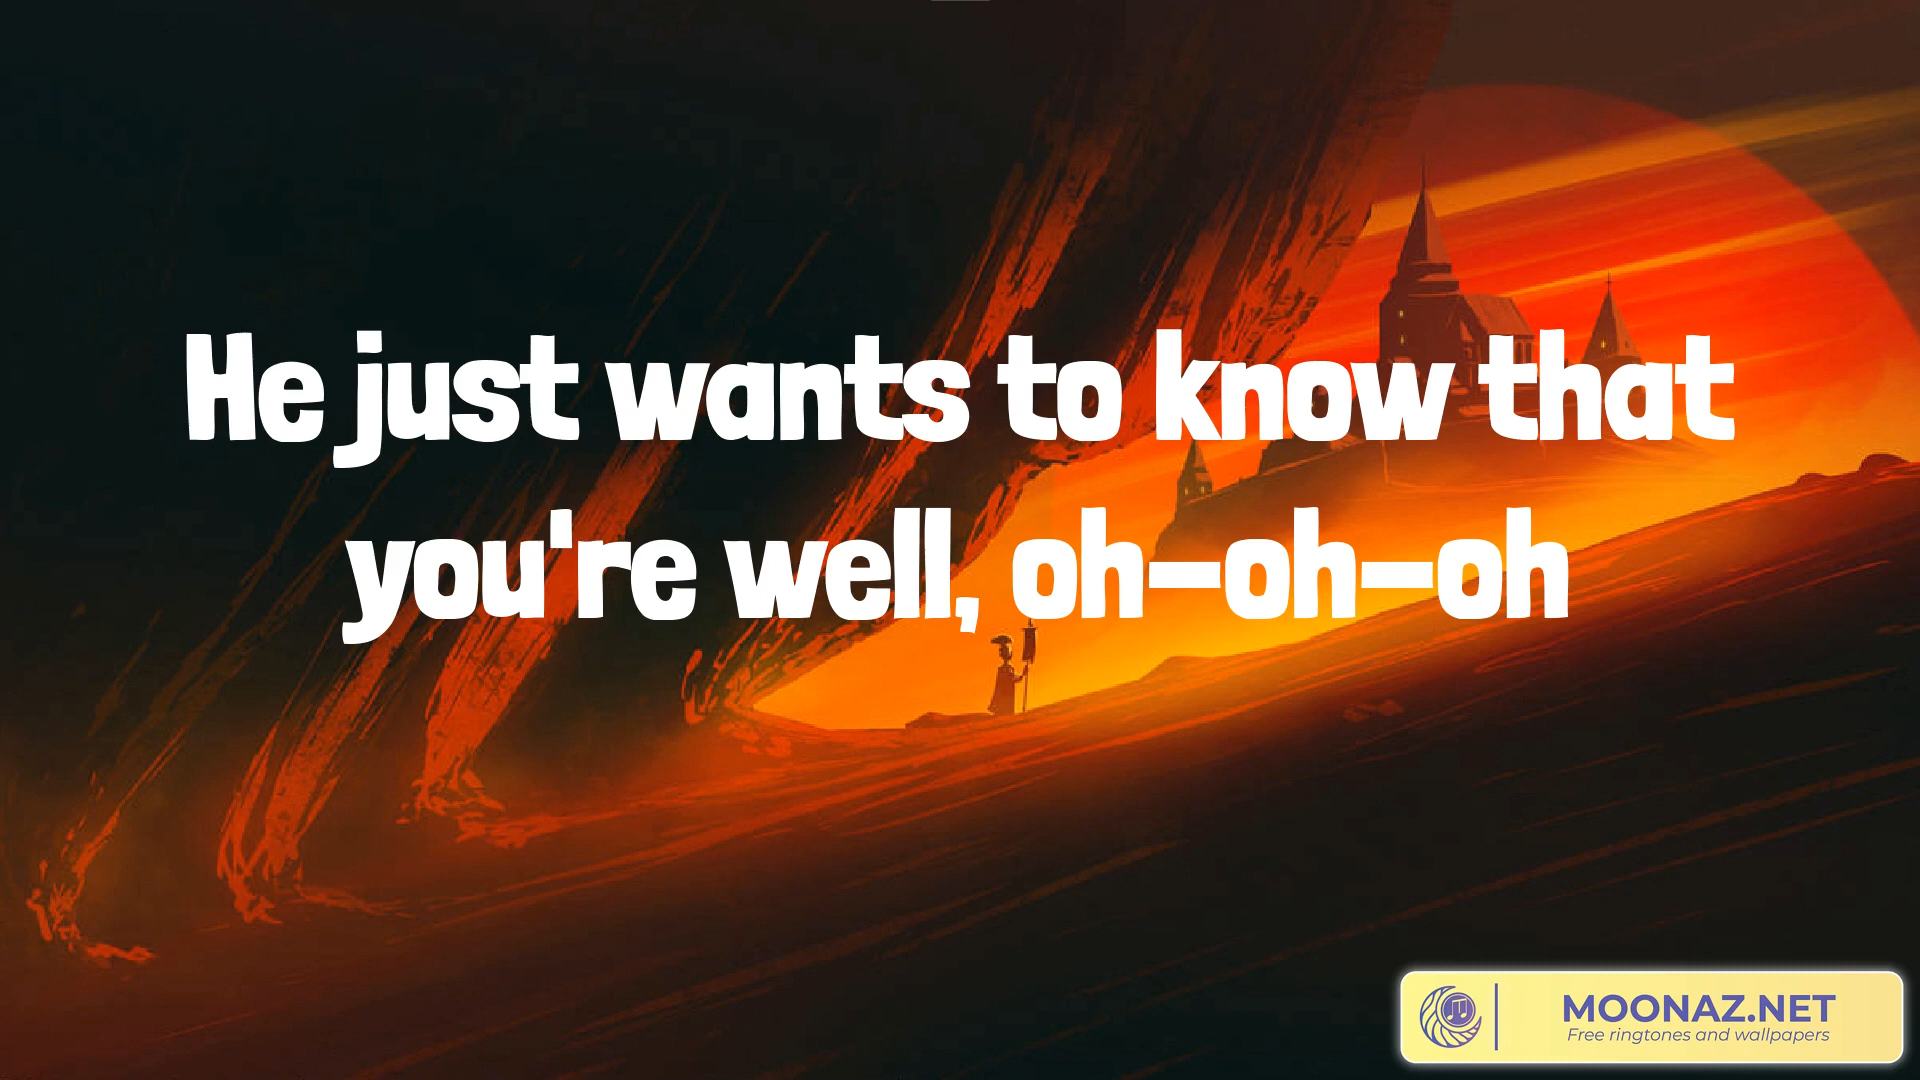 He just wants to know that
you're well, oh-oh-oh
MOONAZ.NET
Free ringtones and wallpapers